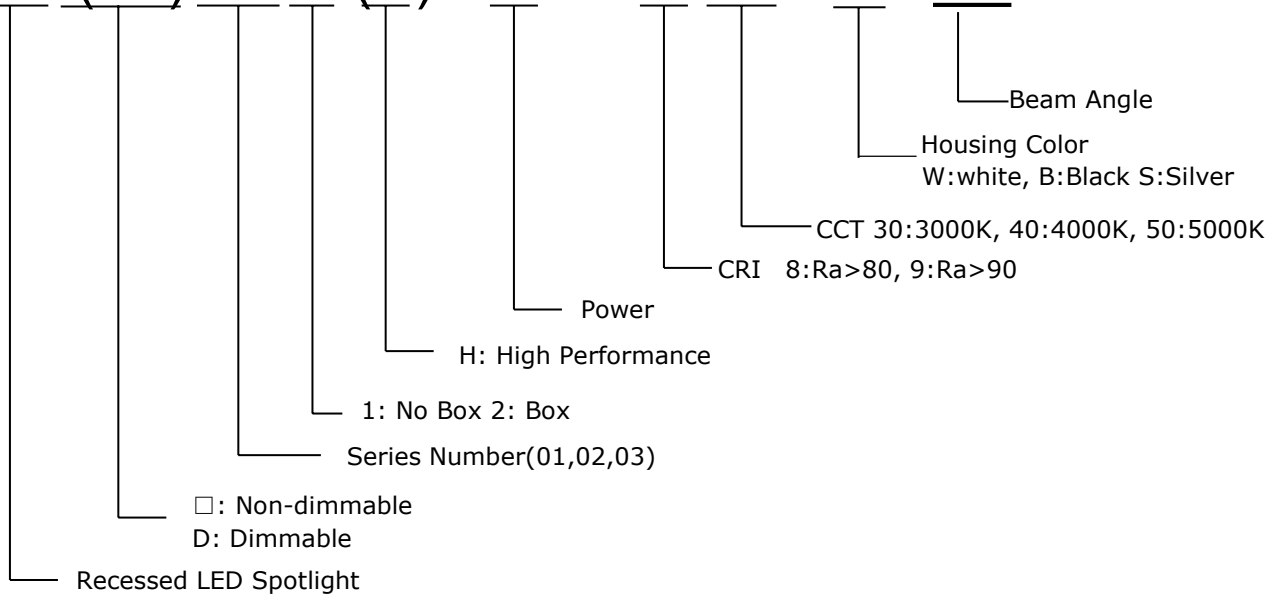 Beam Angle
Housing Color
W:white, B:Black S:Silver
CCT 30:3000K, 40:4000K, 50:5000K
CRI 8:Ra>80, 9:Ra>90
Power
H: High Performance
1: No Box 2: Box
Series Number(01,02,03)
□: Non-dimmable
D: Dimmable
Recessed LED Spotlight